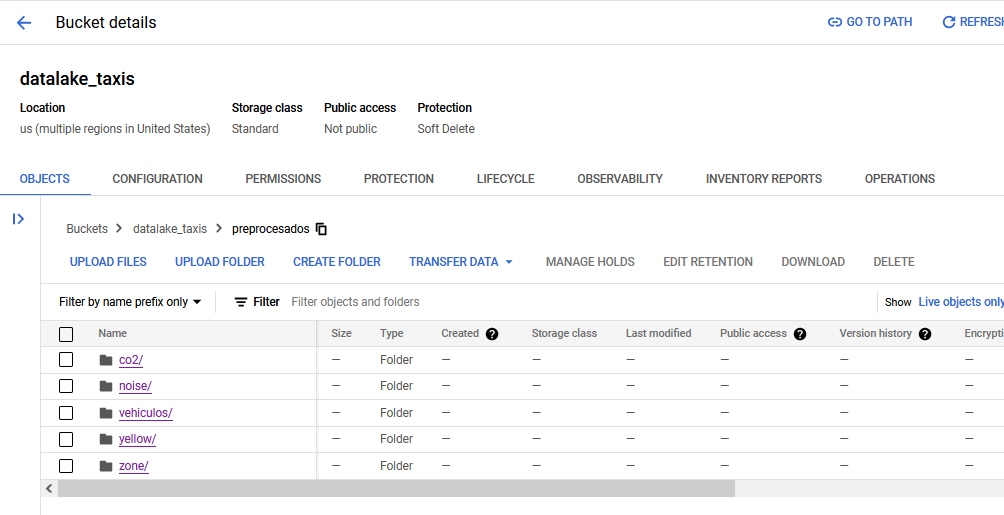 Bucket details
GO TO PATH
REFRESH
datalake_taxis
Location Storage class Public access Protection
us (multiple regions in United States) Standard Not public Soft Delete
OBJECTS CONFIGURATION PERMISSIONS PROTECTION LIFECYCLE OBSERVABILITY INVENTORY REPORTS OPERATIONS
Buckets > datalake_taxis > preprocesados
UPLOAD FILES UPLOAD FOLDER CREATE FOLDER TRANSFER DATA MANAGE HOLDS EDIT RETENTION DOWNLOAD DELETE
Filter by name prefix only Filter Filter objects and folders Show Live objects only
Name Size Type Created ? Storage class Last modified Public access ? Version history ? Encrypti
co2/ — Folder — — — — — —
noise/ — Folder — — — — — —
vehiculos/ — Folder — — — — — —
yellow/ — Folder — — — — — —
zone/ — Folder — — — — — —